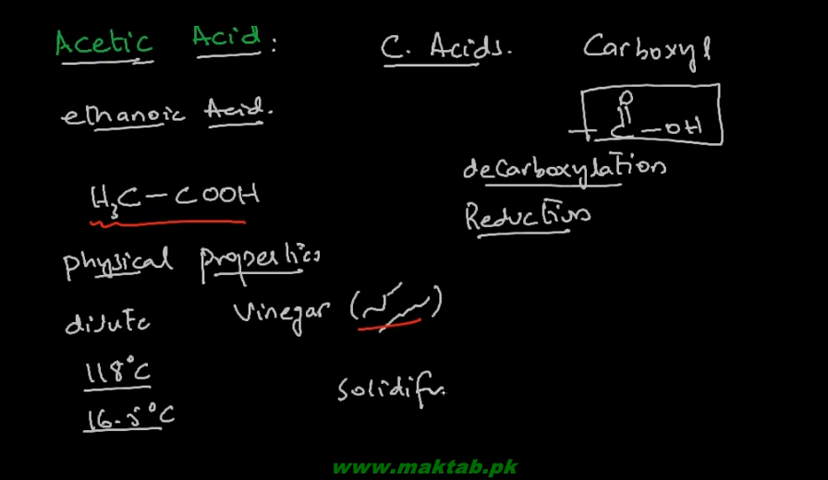 Acetic Acid:
C. Acids.
Carboxyl
ethanoic Acid.
O
C-OH
decarboxylation
Reduction
H3C-COOH
physical properties
dilute
Vinegar ( )
118°C
16.5°C
Solidify
www.maktab.pk